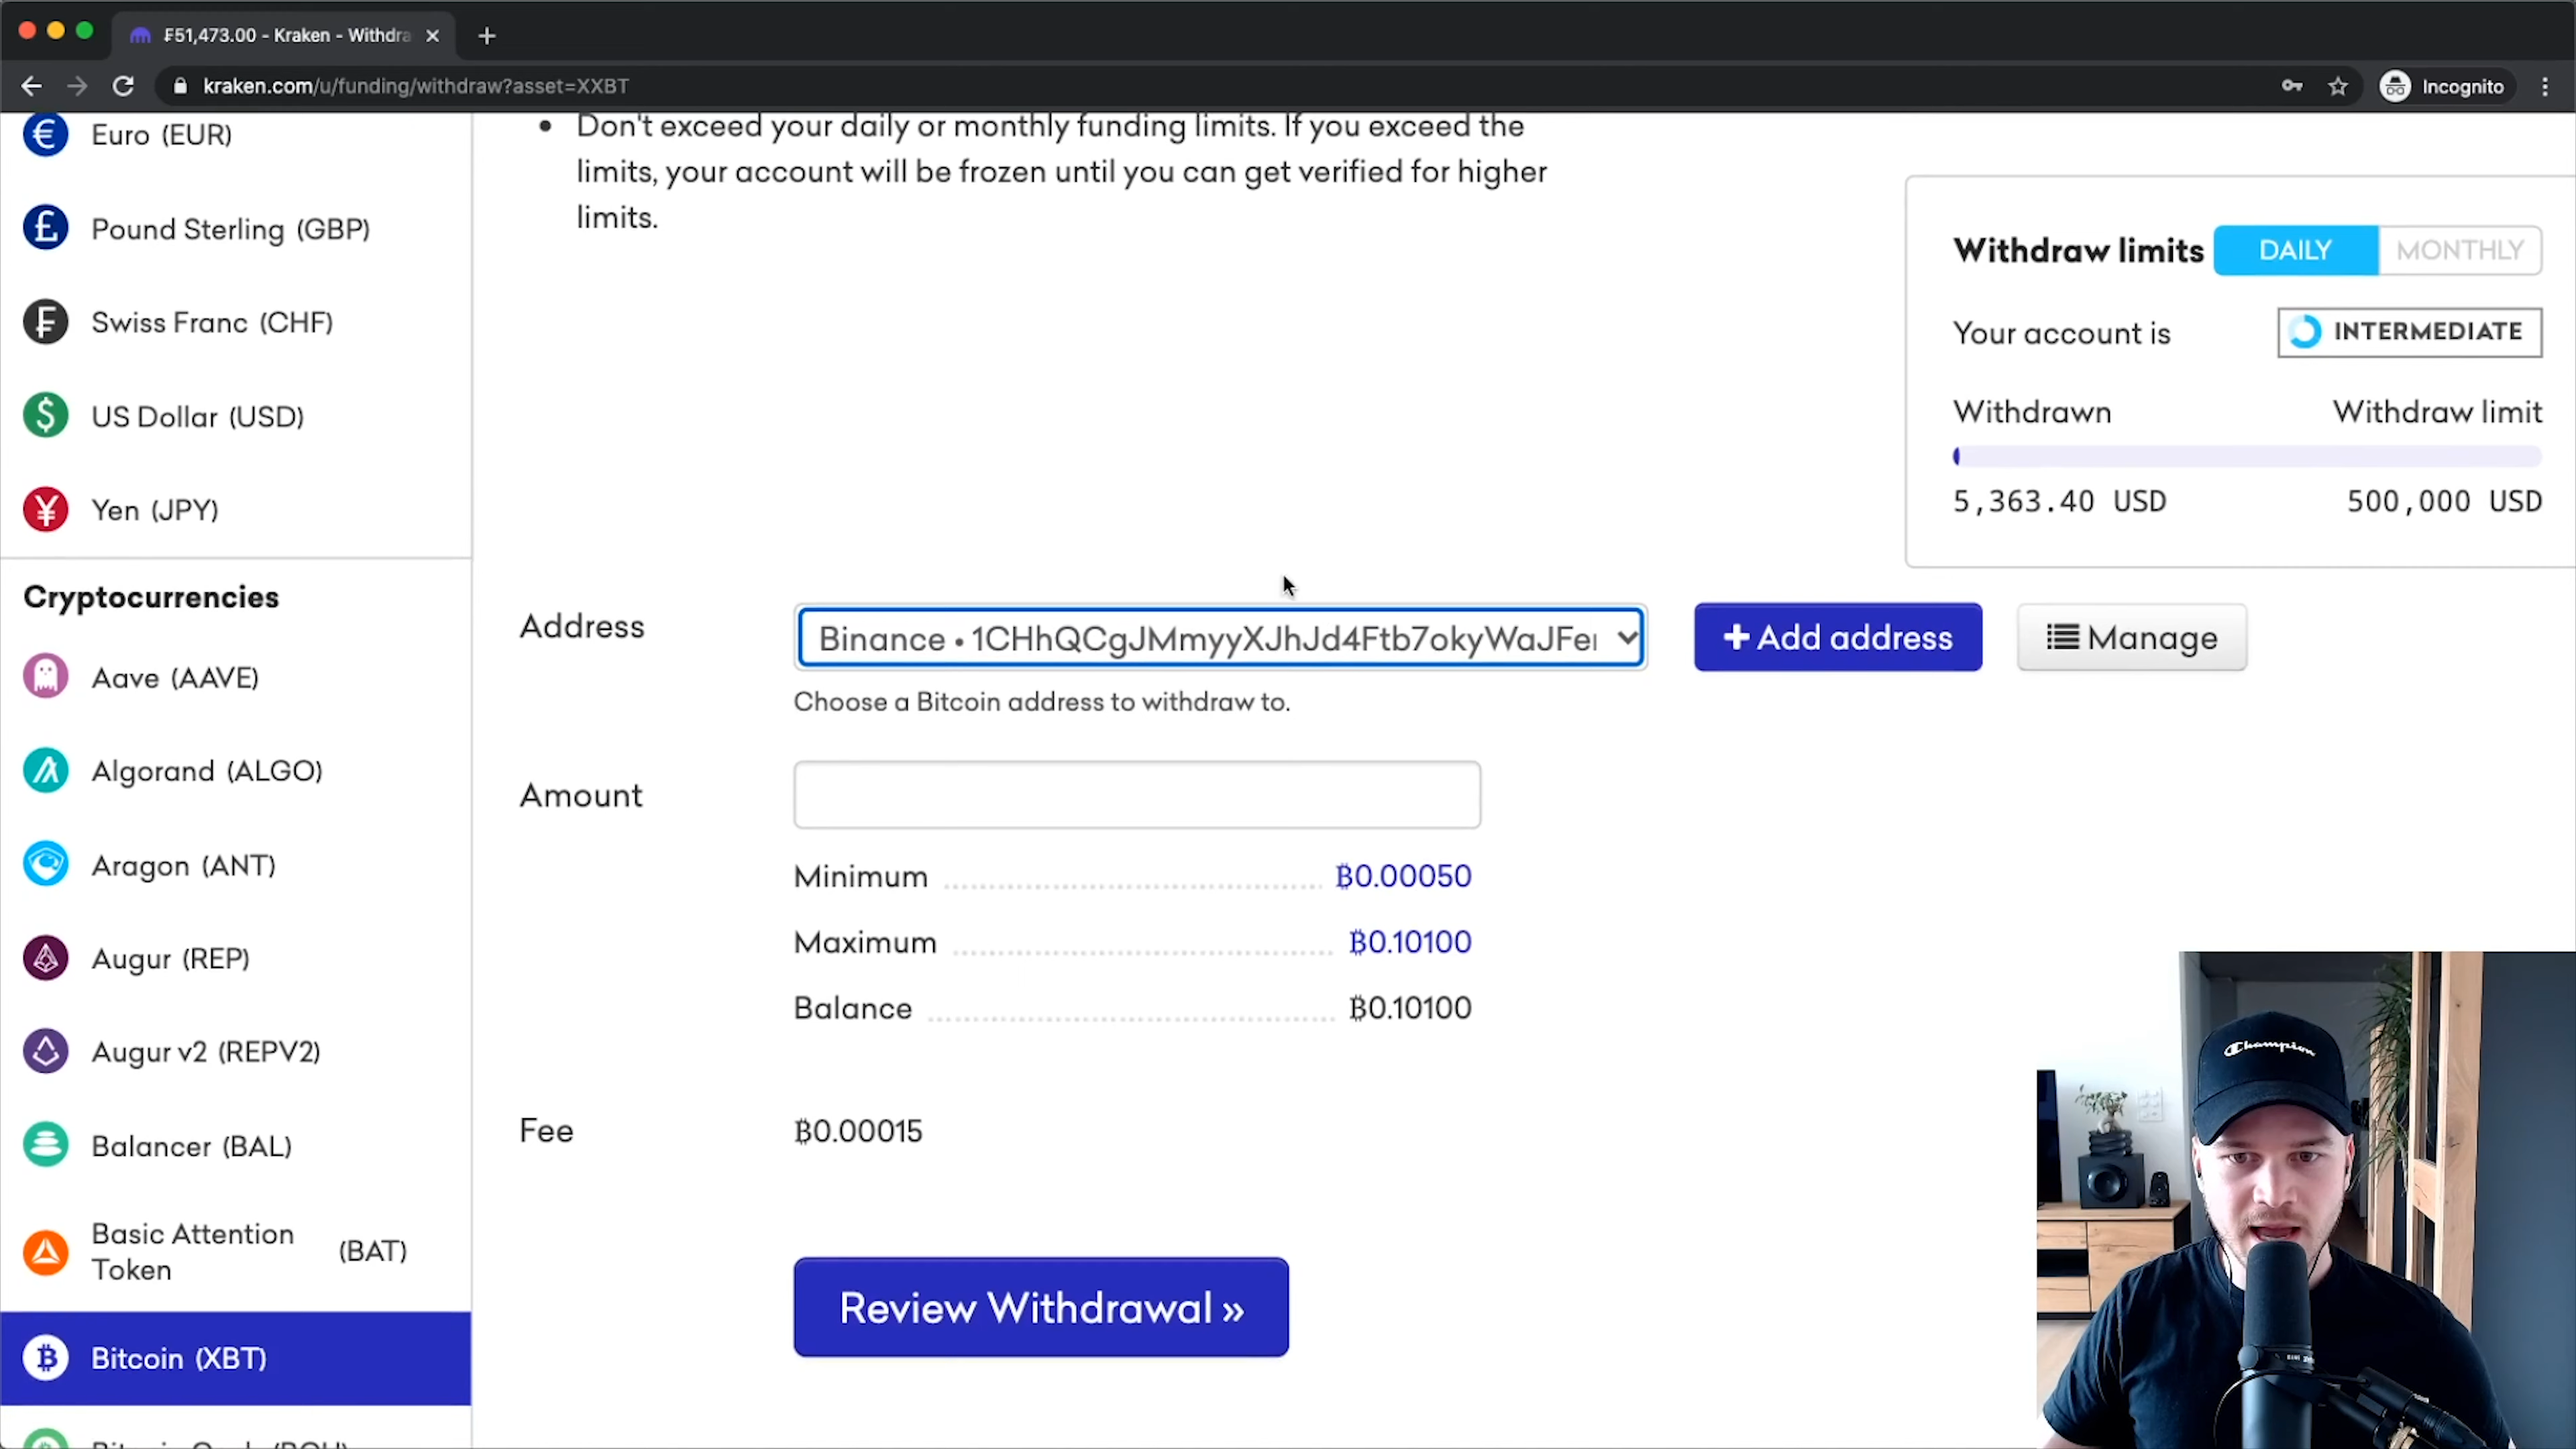 ₣51,473.00 - Kraken - Withdra
kraken.com/u/funding/withdraw?asset=XXBT
Incognito
Euro (EUR)
Pound Sterling (GBP)
Swiss Franc (CHF)
US Dollar (USD)
Yen (JPY)
Cryptocurrencies
Aave (AAVE)
Algorand (ALGO)
Aragon (ANT)
Augur (REP)
Augur v2 (REPV2)
Balancer (BAL)
Basic Attention
Token
(BAT)
Bitcoin (XBT)
• Don't exceed your daily or monthly funding limits. If you exceed the
limits, your account will be frozen until you can get verified for higher
limits.
Withdraw limits DAILY MONTHLY
Your account is INTERMEDIATE
Withdrawn Withdraw limit
5,363.40 USD 500,000 USD
Address
Binance • 1CHhQCgJMmyyXJhJd4Ftb7okyWaJFe
+ Add address
Manage
Choose a Bitcoin address to withdraw to.
Amount
Minimum ₿0.00050
Maximum ₿0.10100
Balance ₿0.10100
Fee ₿0.00015
Review Withdrawal »
Champion